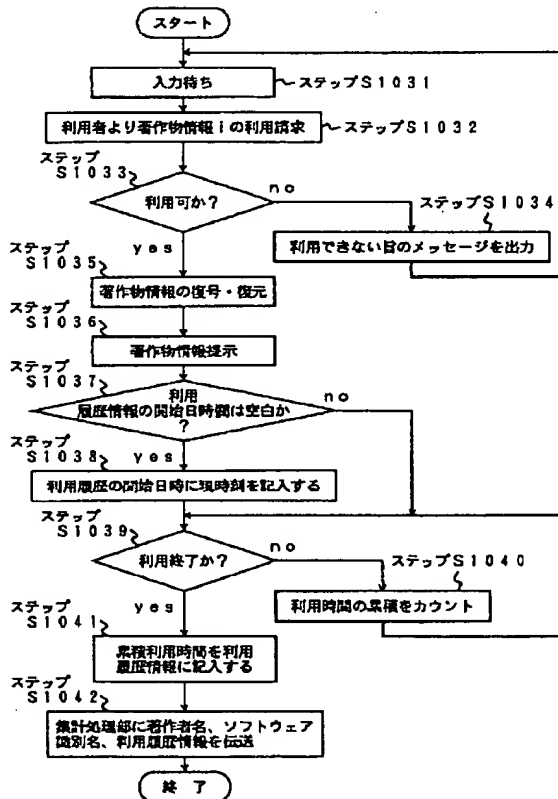 スタート
入力待ち
ステップS1031
利用者より著作物情報iの利用請求
ステップS1032
ステップ
S1033
利用可か?
no
ステップS1034
利用できない旨のメッセージを出力
yes
ステップ
S1035
著作物情報の復号・復元
ステップ
S1036
著作物情報提示
ステップ
S1037
利用
履歴情報の開始日時欄は空白か
?
no
yes
ステップ
S1038
利用履歴の開始日時に現時刻を記入する
ステップ
S1039
利用終了か?
no
ステップS1040
利用時間の累積をカウント
yes
ステップ
S1041
累積利用時間を利用
履歴情報に記入する
ステップ
S1042
集計処理部に著作者名、ソフトウェア
識別名、利用履歴情報を伝送
終 了